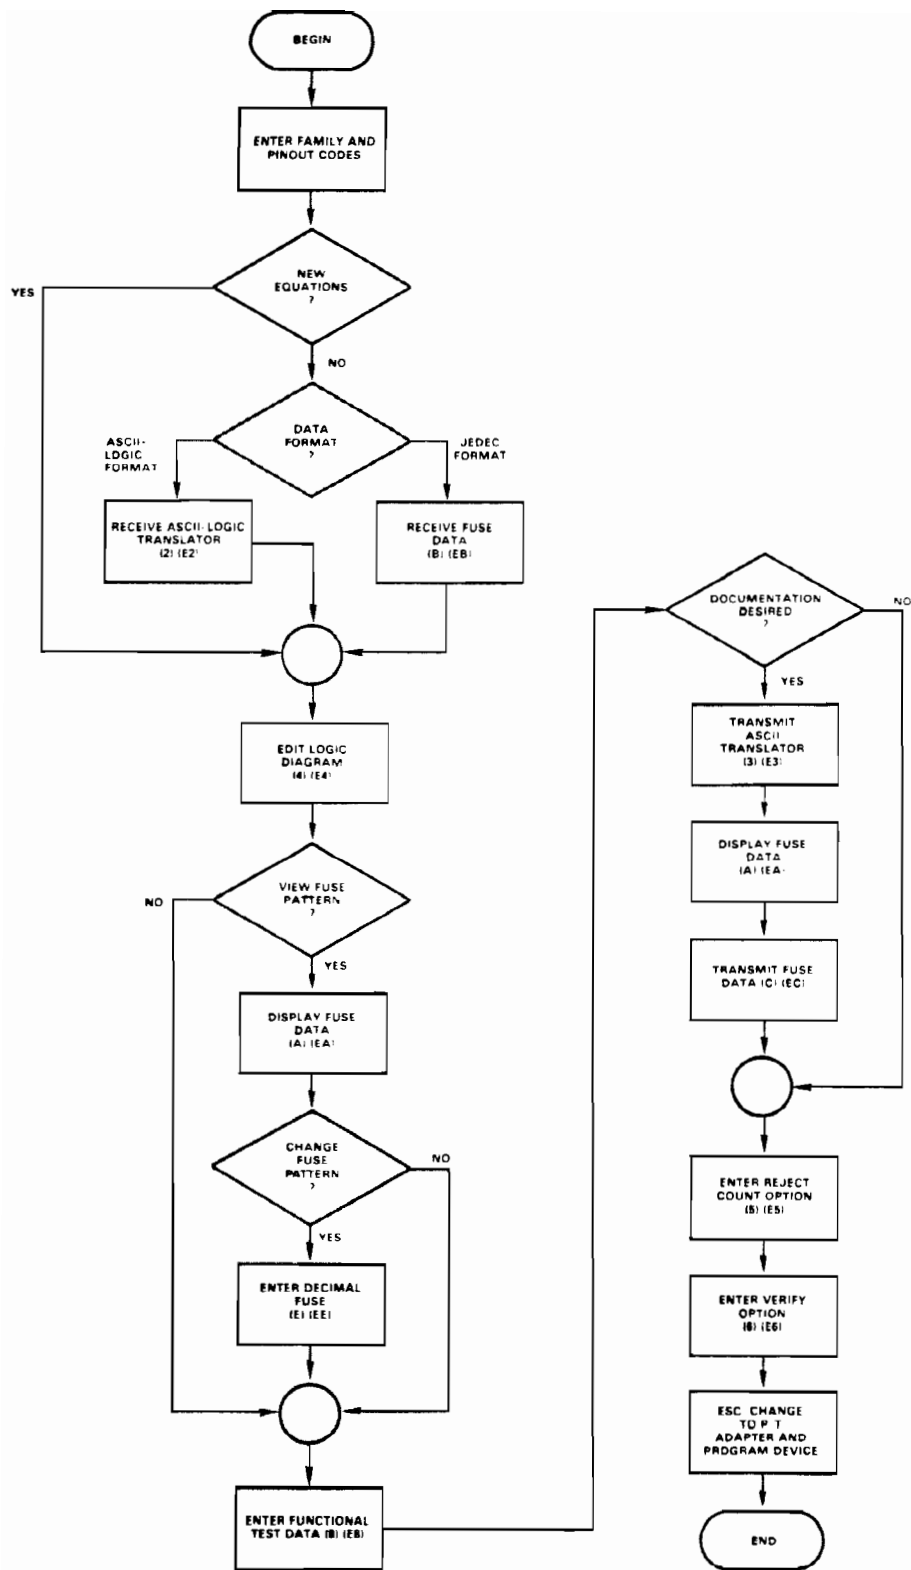 BEGIN
ENTER FAMILY AND
PINOUT CODES
NEW
EQUATIONS
?
YES
NO
DATA
FORMAT
?
ASCII-
LOGIC
FORMAT
JEDEC
FORMAT
RECEIVE ASCII-LOGIC
TRANSLATOR
(2) (E2)
RECEIVE FUSE
DATA
(B) (EB)
EDIT LOGIC
DIAGRAM
(4) (E4)
VIEW FUSE
PATTERN
?
NO
YES
DISPLAY FUSE
DATA
(A) (EA)
CHANGE
FUSE
PATTERN
?
NO
YES
ENTER DECIMAL
FUSE
(E) (EE)
ENTER FUNCTIONAL
TEST DATA (8) (E8)
DOCUMENTATION
DESIRED
?
NO
YES
TRANSMIT
ASCII
TRANSLATOR
(3) (E3)
DISPLAY FUSE
DATA
(A) (EA)
TRANSMIT FUSE
DATA (C) (EC)
ENTER REJECT
COUNT OPTION
(5) (E5)
ENTER VERIFY
OPTION
(6) (E6)
ESC CHANGE
TO P T
ADAPTER AND
PROGRAM DEVICE
END